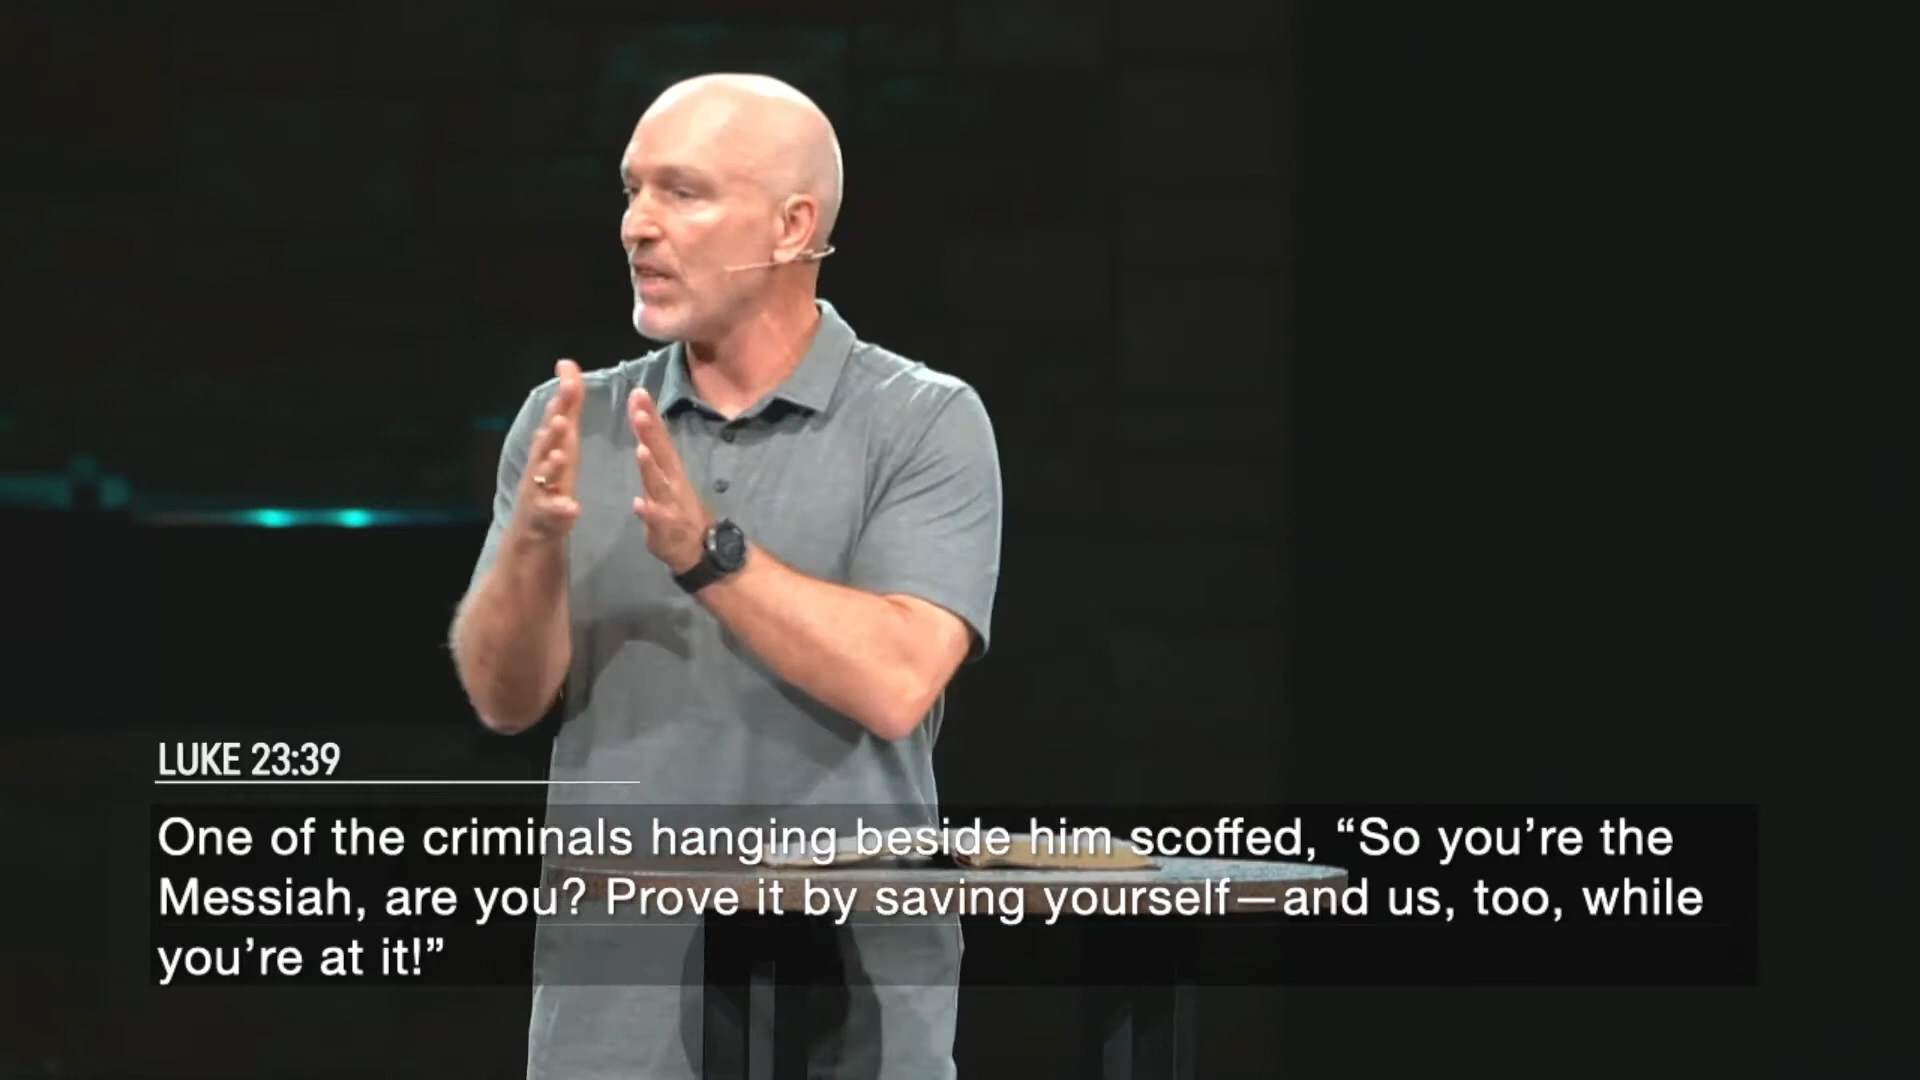 LUKE 23:39
One of the criminals hanging beside him scoffed, “So you’re the
Messiah, are you? Prove it by saving yourself—and us, too, while
you’re at it!”